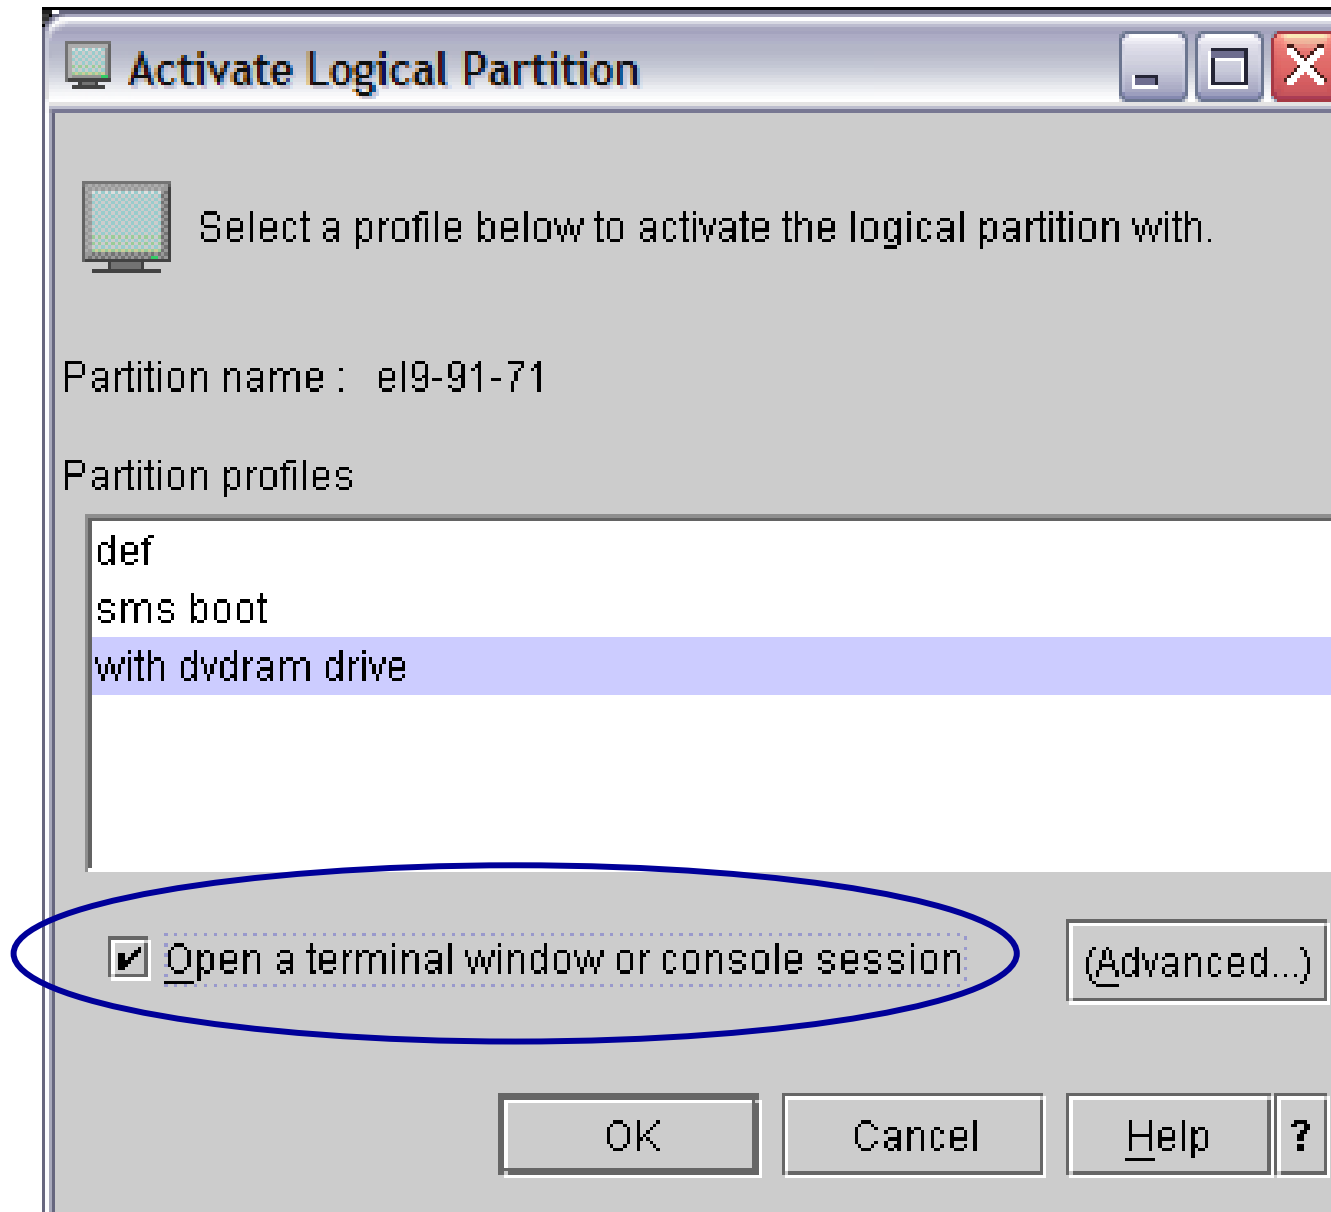 Activate Logical Partition
Select a profile below to activate the logical partition with.
Partition name : el9-91-71
Partition profiles
def
sms boot
with dvdram drive
Open a terminal window or console session
(Advanced...)
OK Cancel Help ?